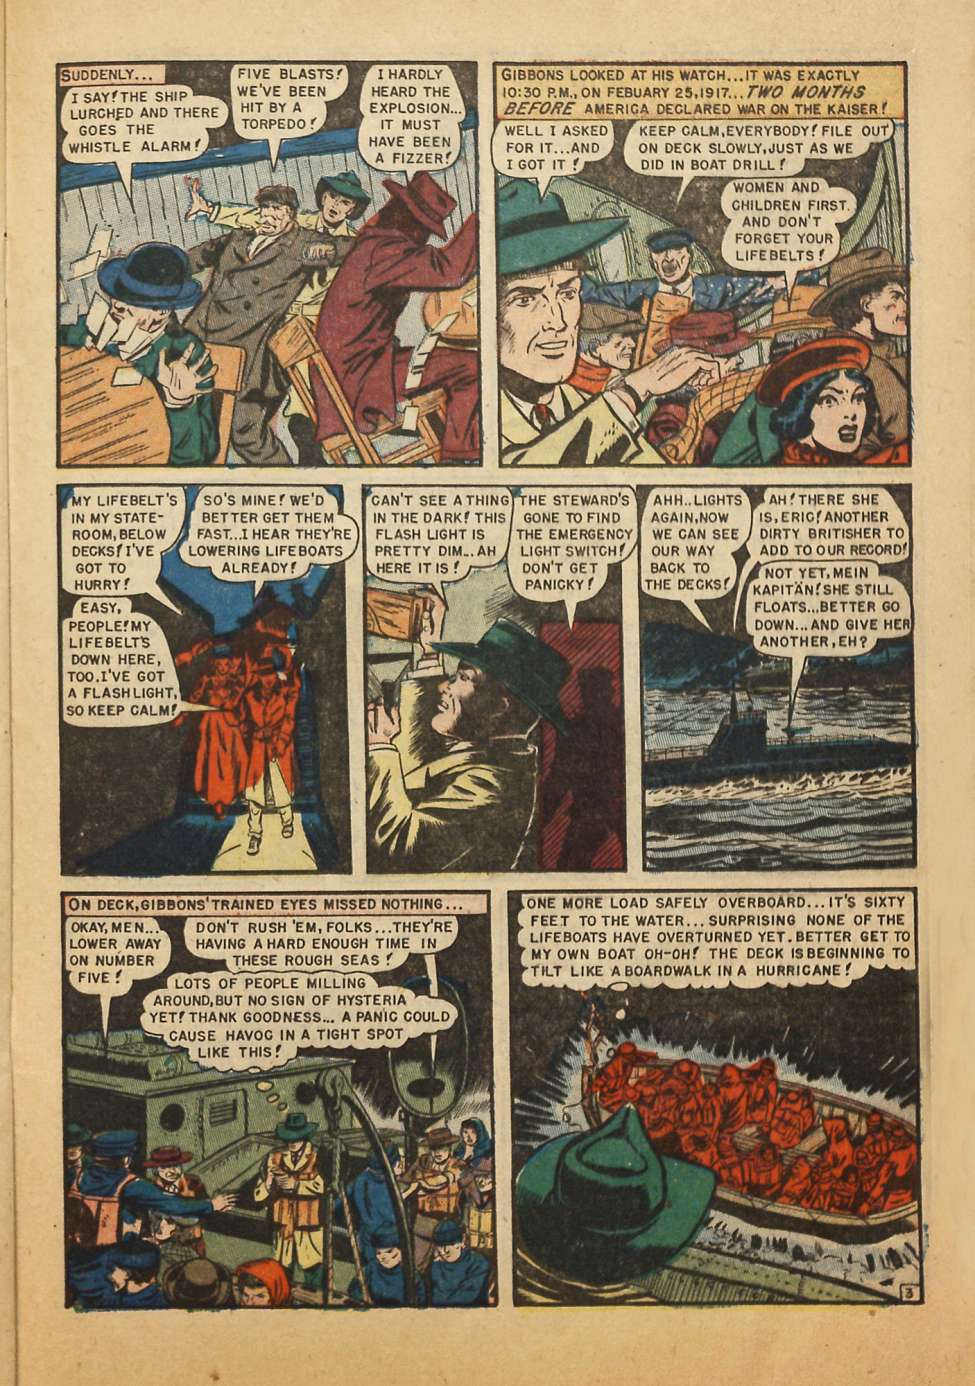 SUDDENLY...
I SAY! THE SHIP
LURCHED AND THERE
GOES THE
WHISTLE ALARM!
FIVE BLASTS!
WE'VE BEEN
HIT BY A
TORPEDO!
I HARDLY
HEARD THE
EXPLOSION...
IT MUST
HAVE BEEN
A FIZZER!
GIBBONS LOOKED AT HIS WATCH...IT WAS EXACTLY
10:30 P.M., ON FEBUARY 25, 1917...TWO MONTHS
BEFORE AMERICA DECLARED WAR ON THE KAISER!
WELL I ASKED
FOR IT...AND
I GOT IT!
KEEP CALM, EVERYBODY! FILE OUT
ON DECK SLOWLY, JUST AS WE
DID IN BOAT DRILL!
WOMEN AND
CHILDREN FIRST.
AND DON'T
FORGET YOUR
LIFEBELTS!
MY LIFEBELT'S
IN MY STATE-
ROOM, BELOW
DECKS! I'VE
GOT TO
HURRY!
SO'S MINE! WE'D
BETTER GET THEM
FAST...I HEAR THEY'RE
LOWERING LIFEBOATS
ALREADY!
EASY,
PEOPLE! MY
LIFEBELT'S
DOWN HERE,
TOO. I'VE GOT
A FLASHLIGHT,
SO KEEP CALM!
CAN'T SEE A THING
IN THE DARK! THIS
FLASH LIGHT IS
PRETTY DIM... AH
HERE IT IS!
THE STEWARD'S
GONE TO FIND
THE EMERGENCY
LIGHT SWITCH!
DON'T GET
PANICKY!
AHH..LIGHTS
AGAIN, NOW
WE CAN SEE
OUR WAY
BACK TO
THE DECKS!
AH! THERE SHE
IS, ERIC! ANOTHER
DIRTY BRITISHER TO
ADD TO OUR RECORD!
NOT YET, MEIN
KAPITÄN! SHE STILL
FLOATS...BETTER GO
DOWN...AND GIVE HER
ANOTHER, EH?
ON DECK, GIBBONS' TRAINED EYES MISSED NOTHING...
OKAY, MEN...
LOWER AWAY
ON NUMBER
FIVE!
DON'T RUSH 'EM, FOLKS...THEY'RE
HAVING A HARD ENOUGH TIME IN
THESE ROUGH SEAS!
LOTS OF PEOPLE MILLING
AROUND, BUT NO SIGN OF HYSTERIA
YET! THANK GOODNESS... A PANIC COULD
CAUSE HAVOC IN A TIGHT SPOT
LIKE THIS!
ONE MORE LOAD SAFELY OVERBOARD... IT'S SIXTY
FEET TO THE WATER... SURPRISING NONE OF THE
LIFEBOATS HAVE OVERTURNED YET. BETTER GET TO
MY OWN BOAT OH-OH! THE DECK IS BEGINNING TO
TILT LIKE A BOARDWALK IN A HURRICANE!
3